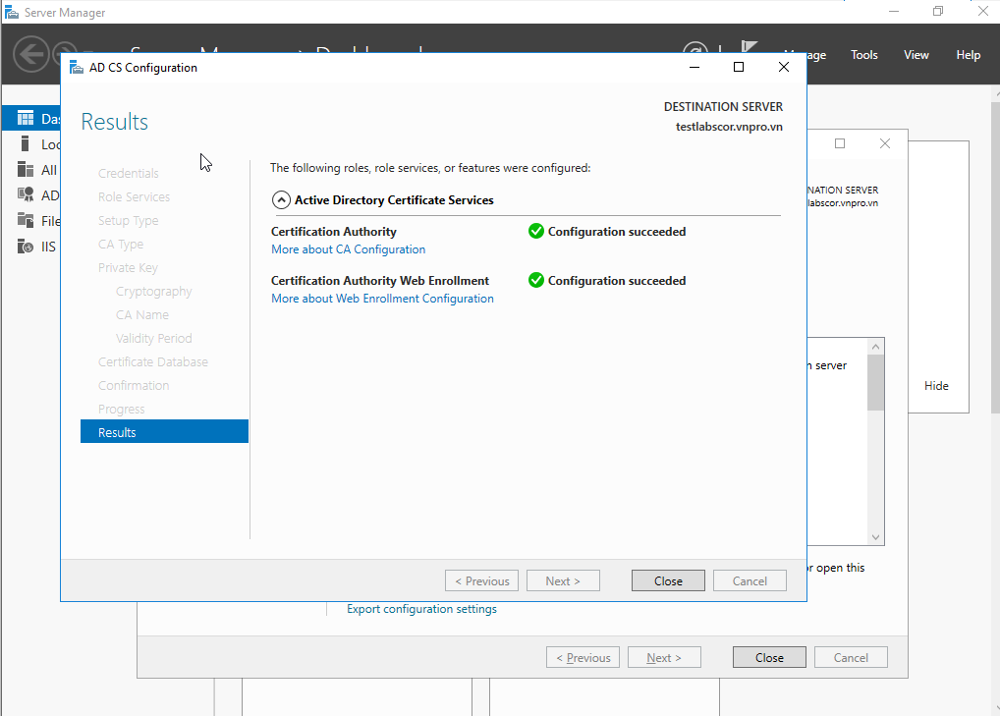 Server Manager
Manage
Tools
View
Help
AD CS Configuration
Results
DESTINATION SERVER
testlabscor.vnpro.vn
Credentials
Role Services
Setup Type
CA Type
Private Key
Cryptography
CA Name
Validity Period
Certificate Database
Confirmation
Progress
Results
The following roles, role services, or features were configured:
Active Directory Certificate Services
Certification Authority
Configuration succeeded
More about CA Configuration
Certification Authority Web Enrollment
Configuration succeeded
More about Web Enrollment Configuration
< Previous
Next >
Close
Cancel
Das
Loc
All
AD
File
IIS
NATION SERVER
labscor.vnpro.vn
n server
Hide
or open this
Export configuration settings
< Previous
Next >
Close
Cancel